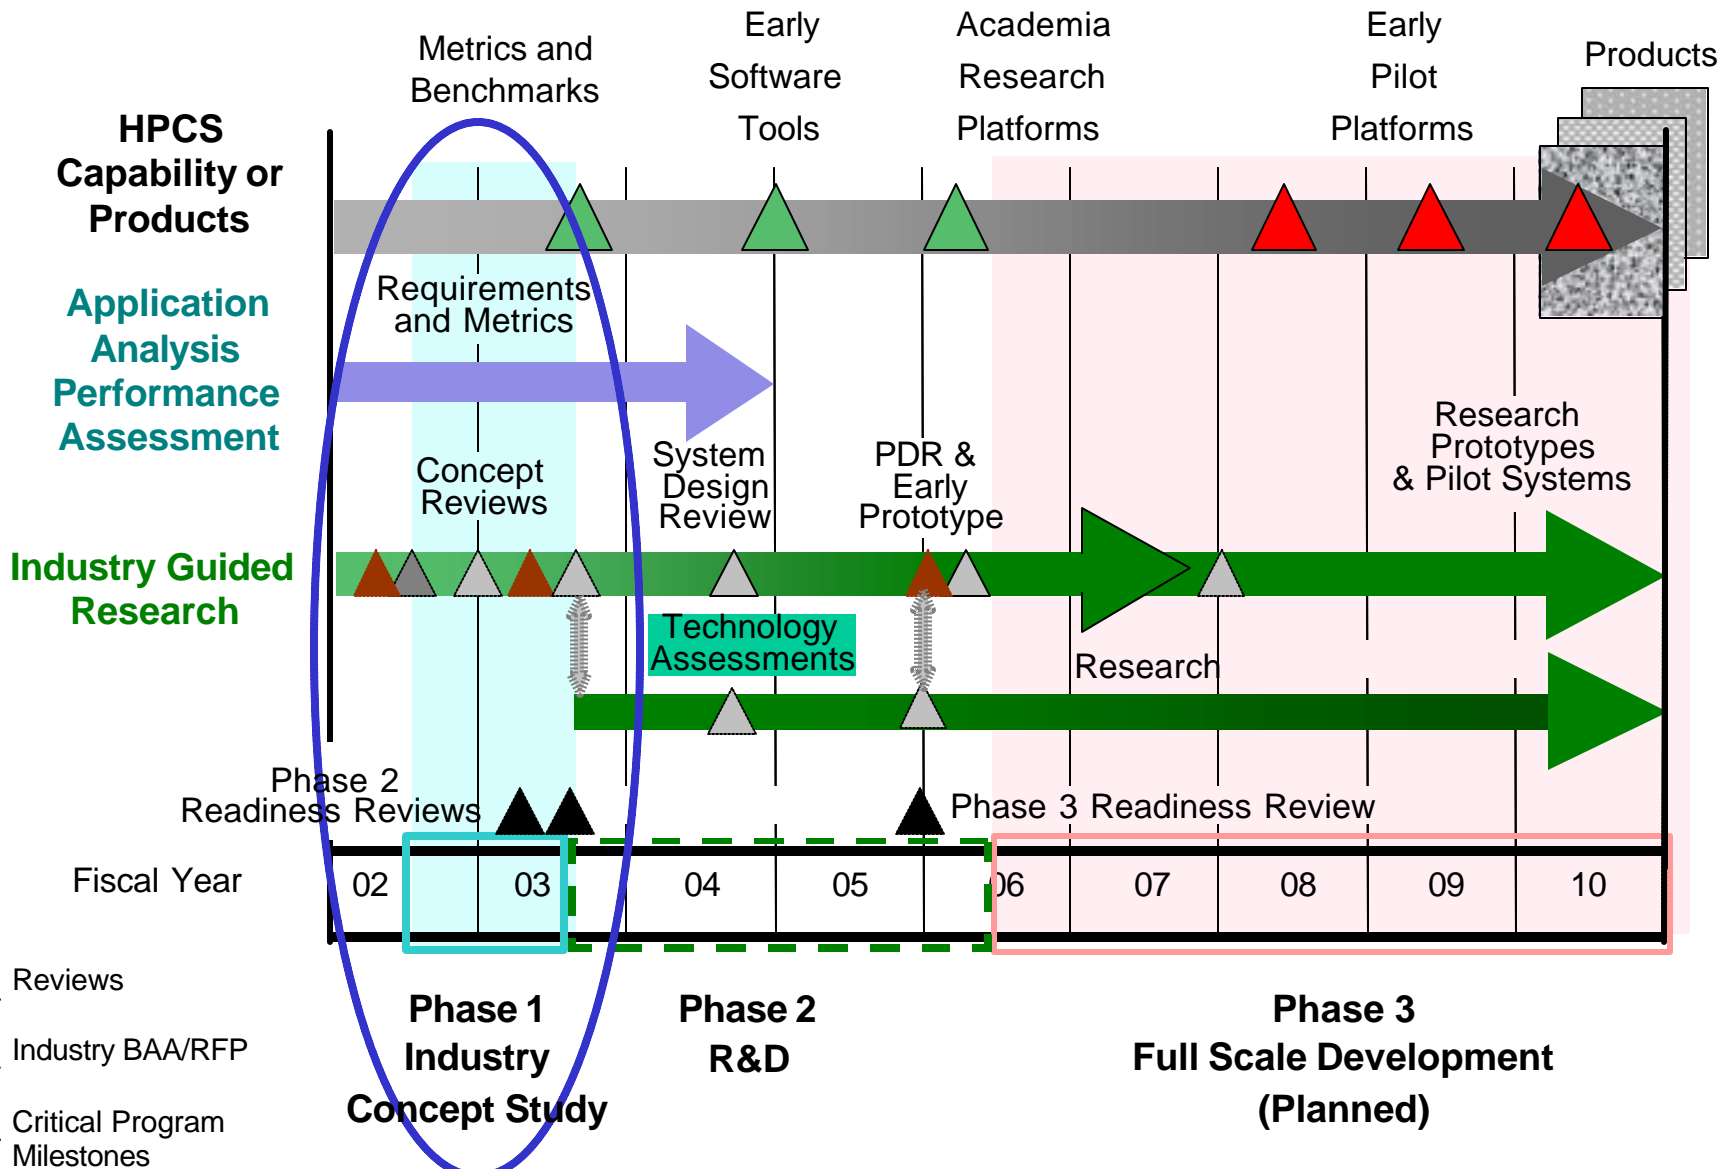 Metrics and
Benchmarks
Early
Software
Tools
Academia
Research
Platforms
Early
Pilot
Platforms
Products
HPCS
Capability or
Products
Requirements
and Metrics
Application
Analysis
Performance
Assessment
Concept
Reviews
System
Design
Review
PDR &
Early
Prototype
Research
Prototypes
& Pilot Systems
Industry Guided
Research
Technology
Assessments
Research
Phase 2
Readiness Reviews
Phase 3 Readiness Review
Fiscal Year
02
03
04
05
06
07
08
09
10
Reviews
Industry BAA/RFP
Critical Program
Milestones
Phase 1
Industry
Concept Study
Phase 2
R&D
Phase 3
Full Scale Development
(Planned)